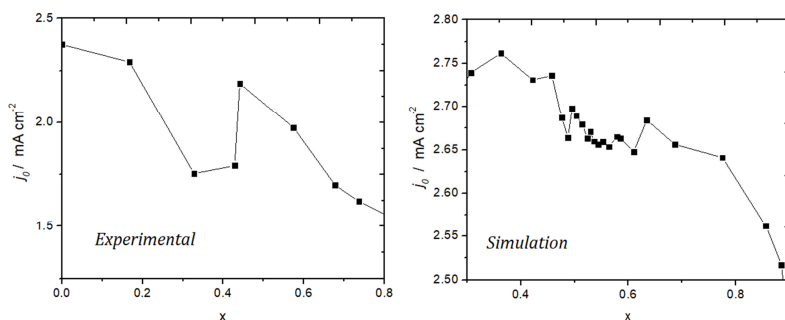 2.5
2.0
1.5
j0 / mA cm-2
Experimental
0.0 0.2 0.4 0.6 0.8
x
2.80
2.75
2.70
2.65
2.60
2.55
2.50
j0 / mA cm-2
Simulation
0.4 0.6 0.8
x